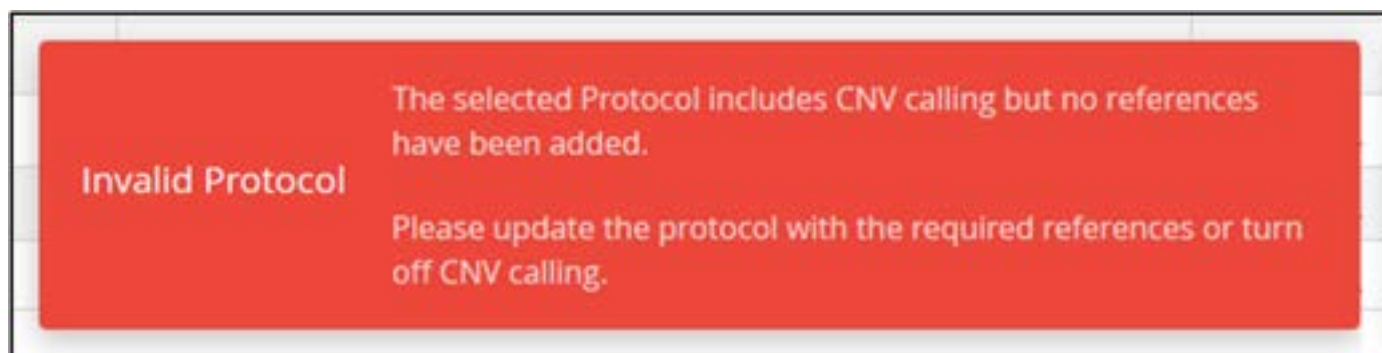 Invalid Protocol
The selected Protocol includes CNV calling but no references
have been added.
Please update the protocol with the required references or turn
off CNV calling.